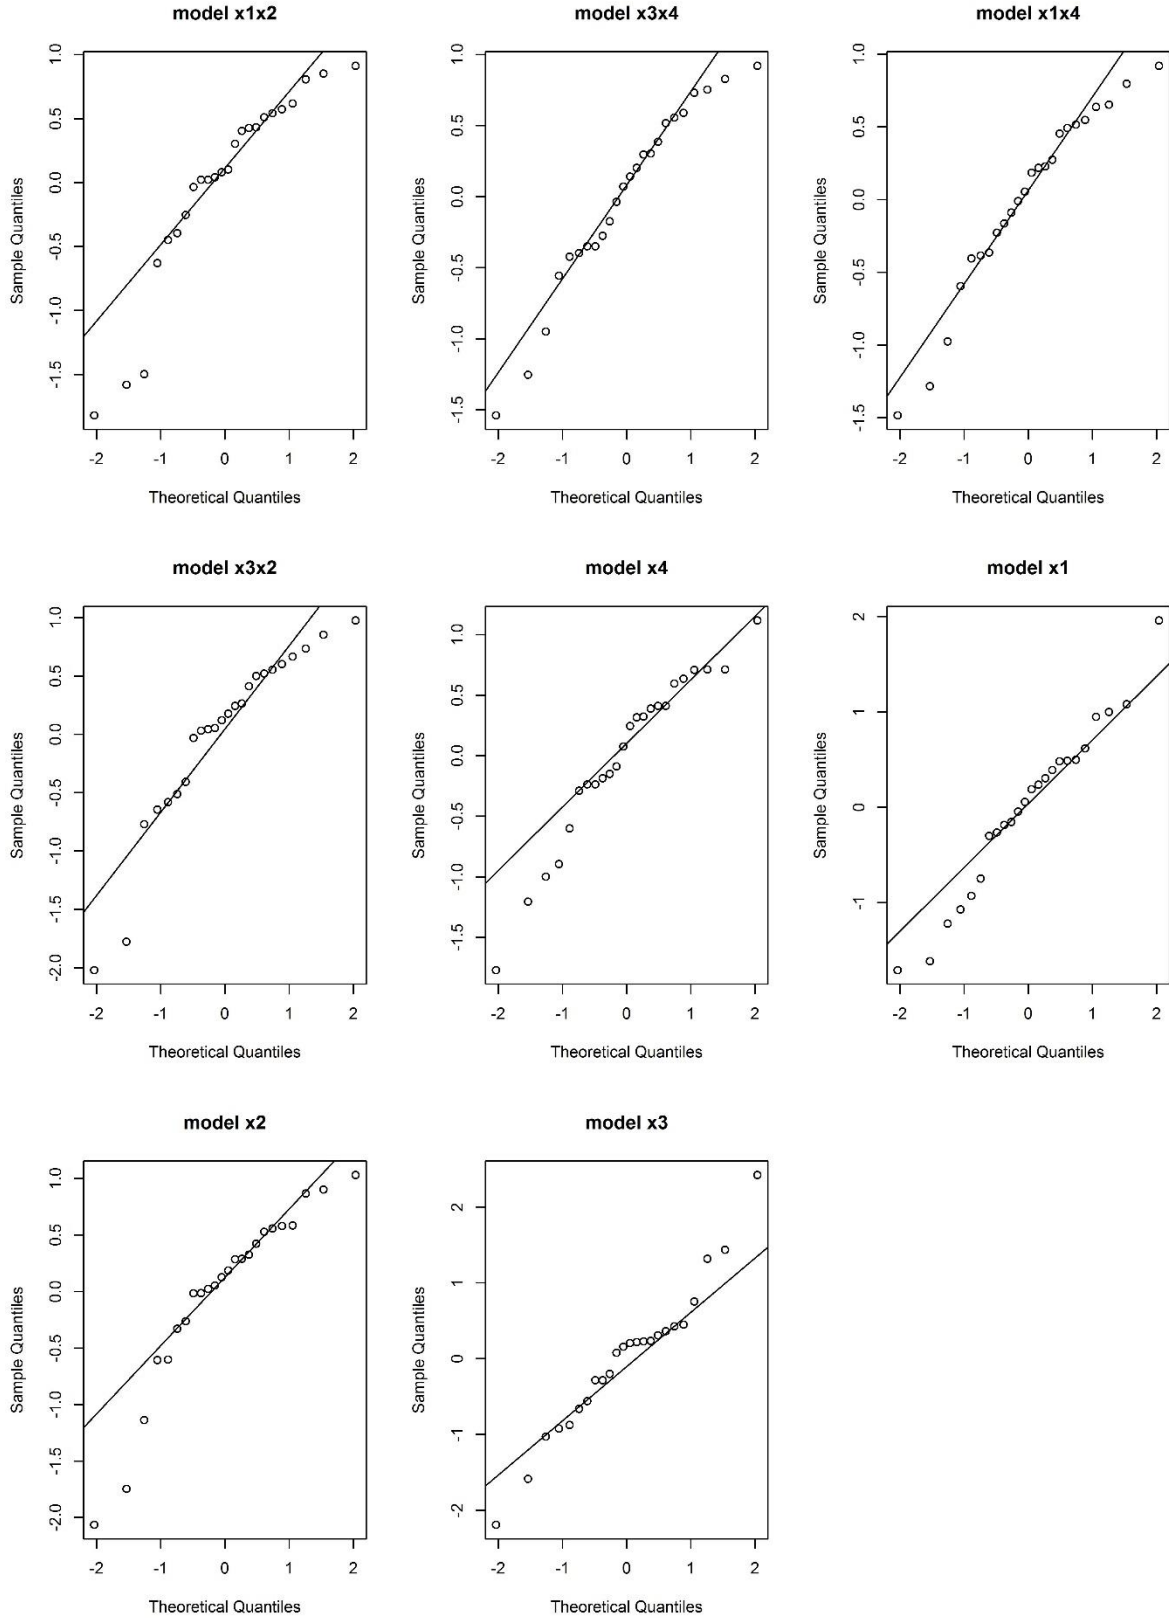 model x1x2
1.0
0.5
0.0
-0.5
-1.0
-1.5
Sample Quantiles
-2 -1 0 1 2
Theoretical Quantiles
model x3x4
1.0
0.5
0.0
-0.5
-1.0
-1.5
Sample Quantiles
-2 -1 0 1 2
Theoretical Quantiles
model x1x4
1.0
0.5
0.0
-0.5
-1.0
-1.5
Sample Quantiles
-2 -1 0 1 2
Theoretical Quantiles
model x3x2
1.0
0.5
0.0
-0.5
-1.0
-1.5
-2.0
Sample Quantiles
-2 -1 0 1 2
Theoretical Quantiles
model x4
1.0
0.5
0.0
-0.5
-1.0
-1.5
Sample Quantiles
-2 -1 0 1 2
Theoretical Quantiles
model x1
2
1
0
-1
Sample Quantiles
-2 -1 0 1 2
Theoretical Quantiles
model x2
1.0
0.5
0.0
-0.5
-1.0
-1.5
-2.0
Sample Quantiles
-2 -1 0 1 2
Theoretical Quantiles
model x3
2
1
0
-1
-2
Sample Quantiles
-2 -1 0 1 2
Theoretical Quantiles